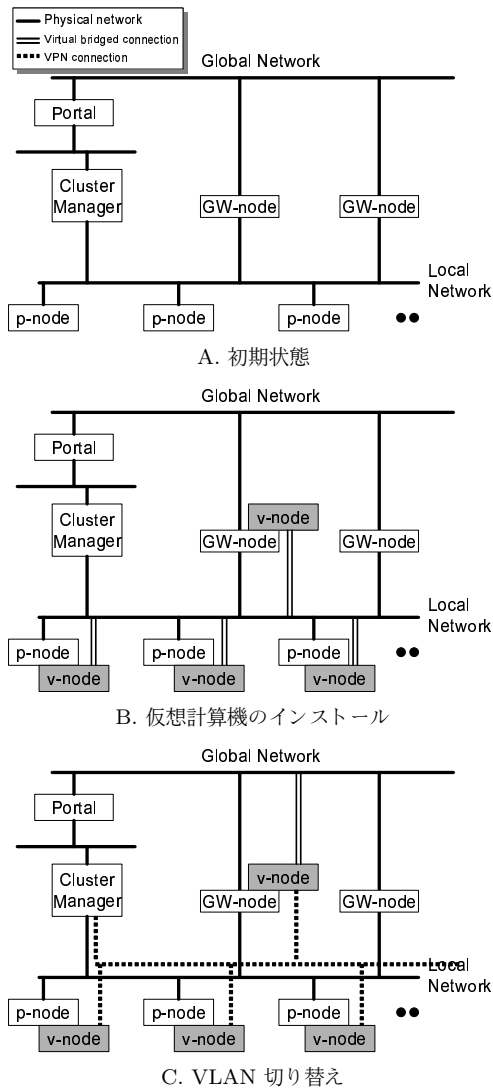 Physical network
Virtual bridged connection
VPN connection
Global Network
Portal
Cluster
Manager
GW-node
GW-node
Local
Network
p-node
p-node
p-node
A. 初期状態
Global Network
Portal
Cluster
Manager
v-node
GW-node
GW-node
Local
Network
p-node
p-node
p-node
v-node
v-node
v-node
B. 仮想計算機のインストール
Global Network
Portal
Cluster
Manager
v-node
GW-node
GW-node
Local
Network
p-node
p-node
p-node
v-node
v-node
v-node
C. VLAN 切り替え